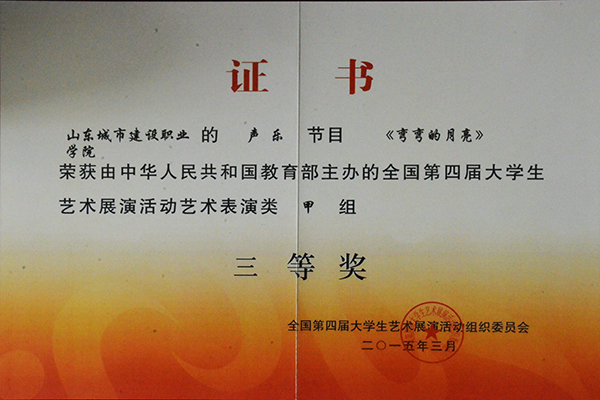 证 书
山东城市建设职业学院 的 声乐 节目 《弯弯的月亮》
荣获由中华人民共和国教育部主办的全国第四届大学生
艺术展演活动艺术表演类 甲 组
三 等 奖
全国第四届大学生艺术展演活动组织委员会
二〇一五年三月